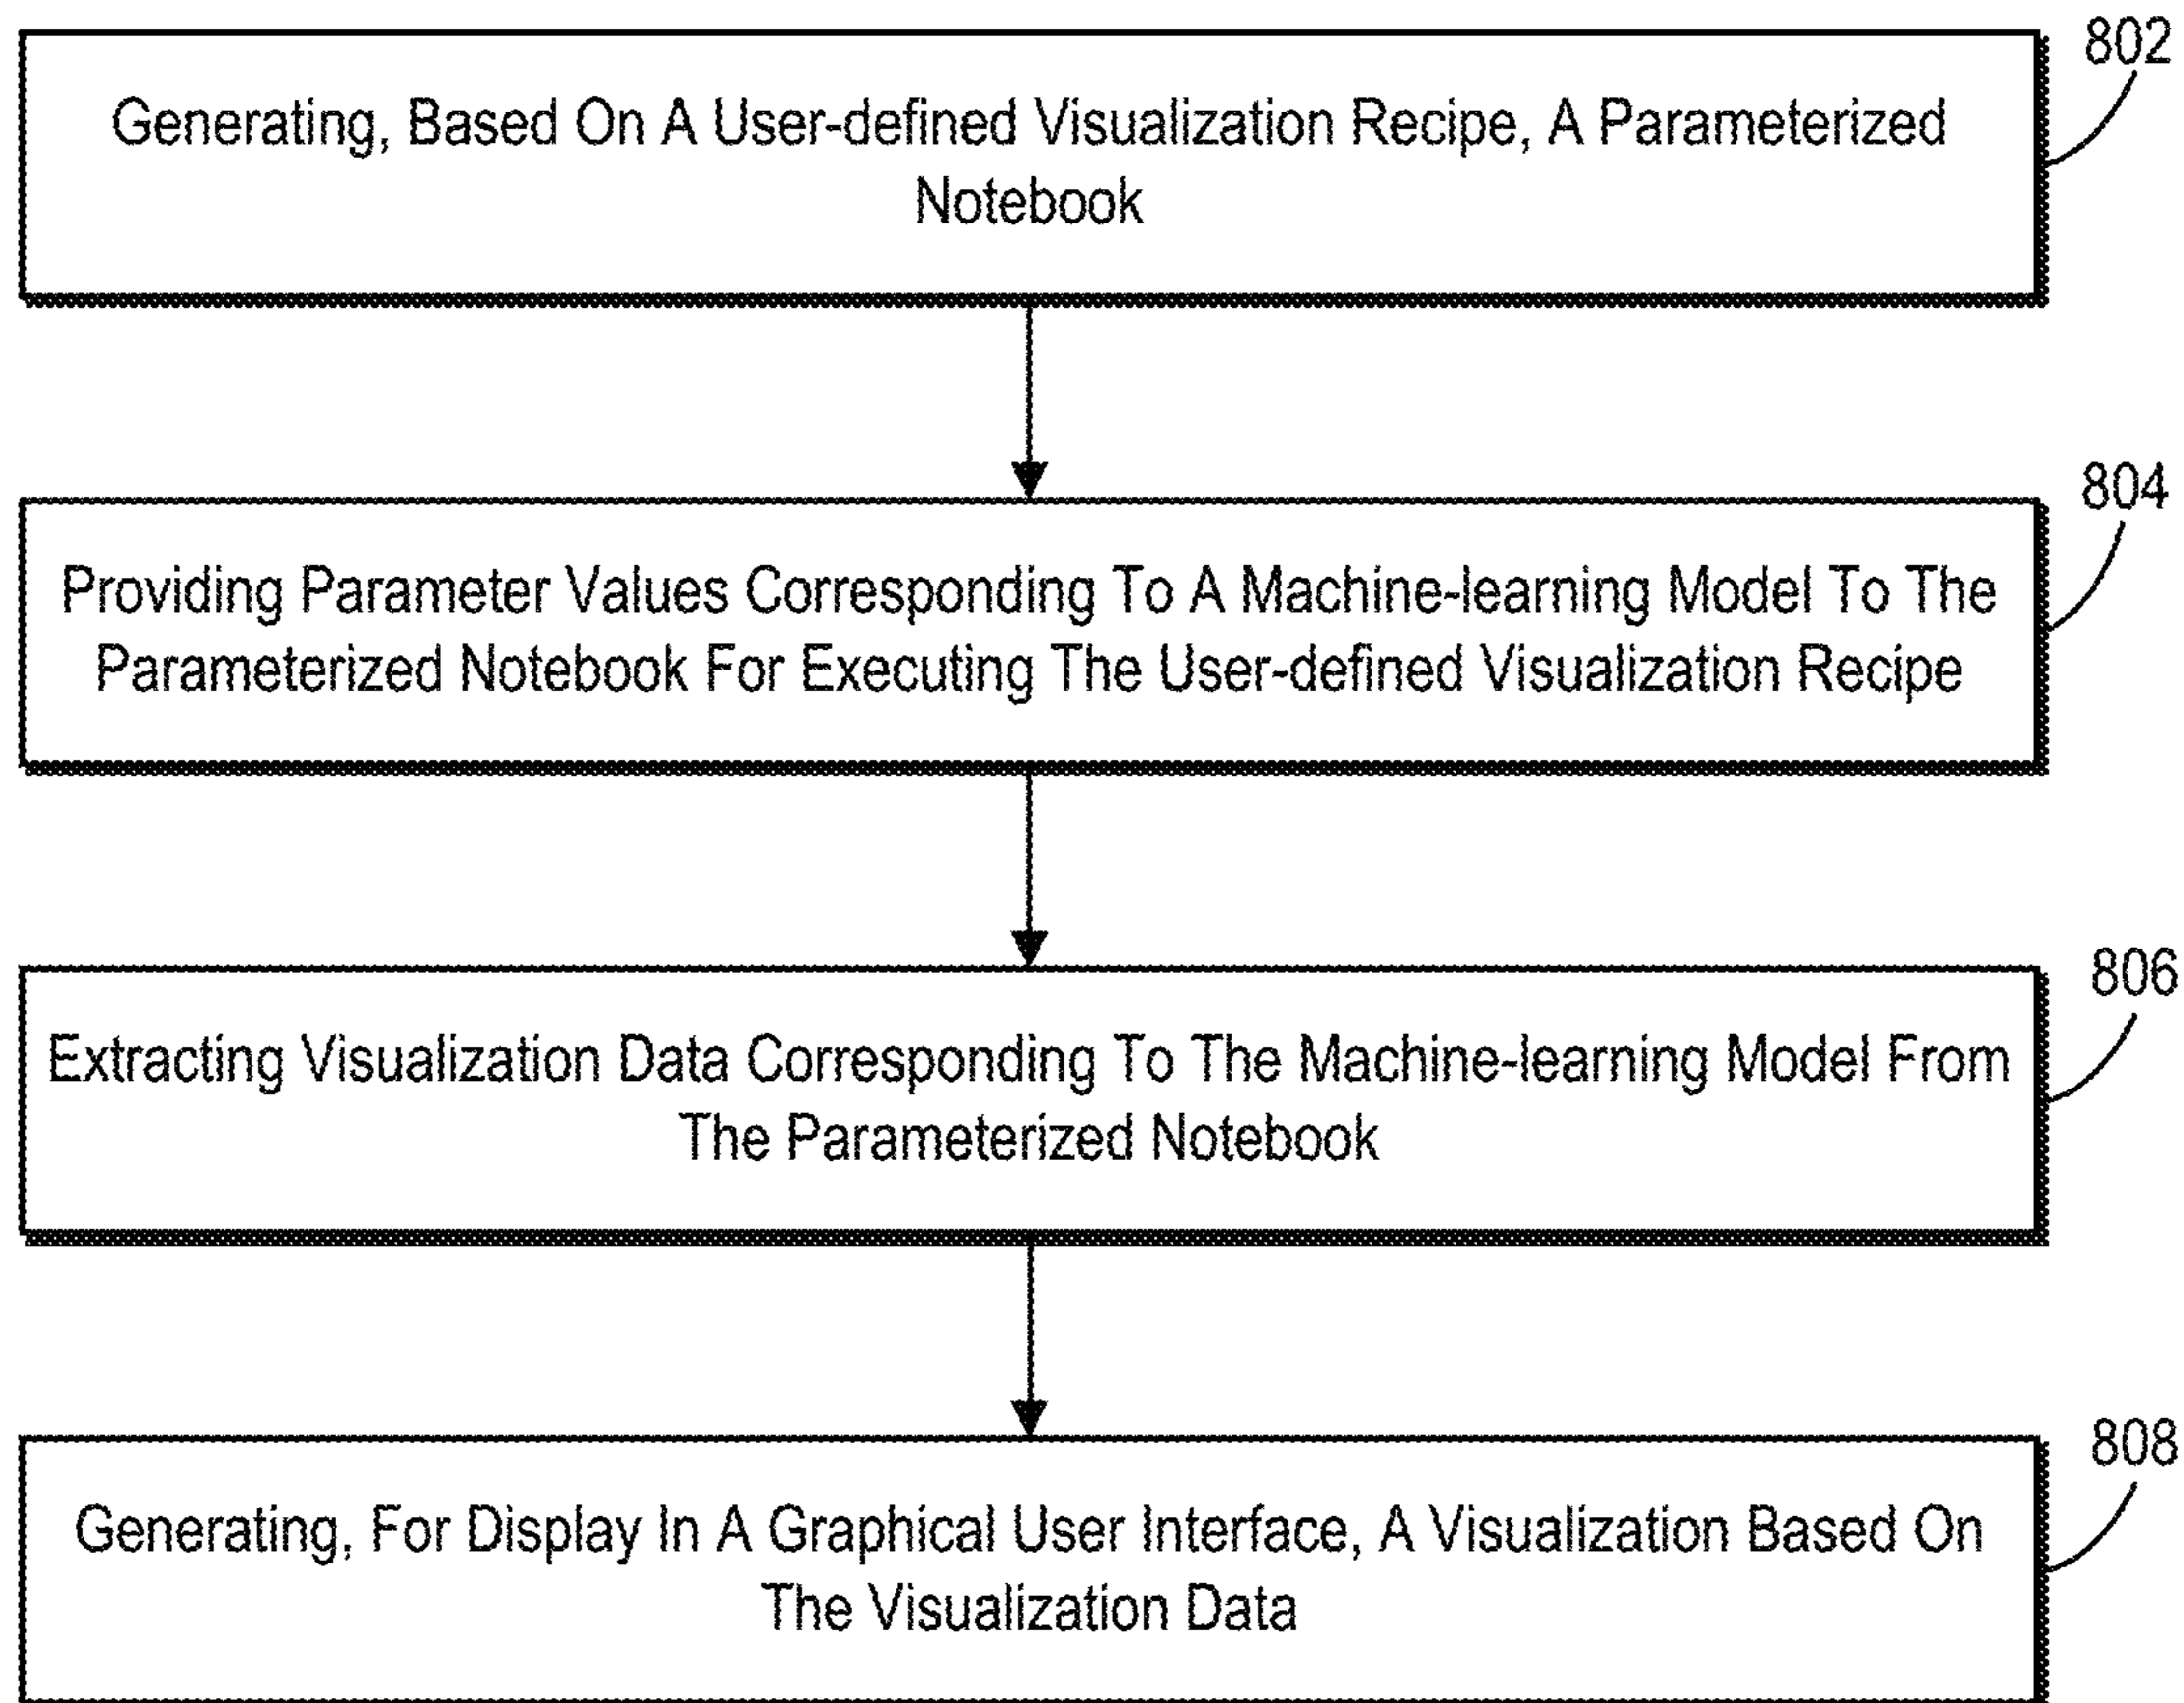 802
Generating, Based On A User-defined Visualization Recipe, A Parameterized
Notebook
804
Providing Parameter Values Corresponding To A Machine-learning Model To The
Parameterized Notebook For Executing The User-defined Visualization Recipe
806
Extracting Visualization Data Corresponding To The Machine-learning Model From
The Parameterized Notebook
808
Generating, For Display In A Graphical User Interface, A Visualization Based On
The Visualization Data